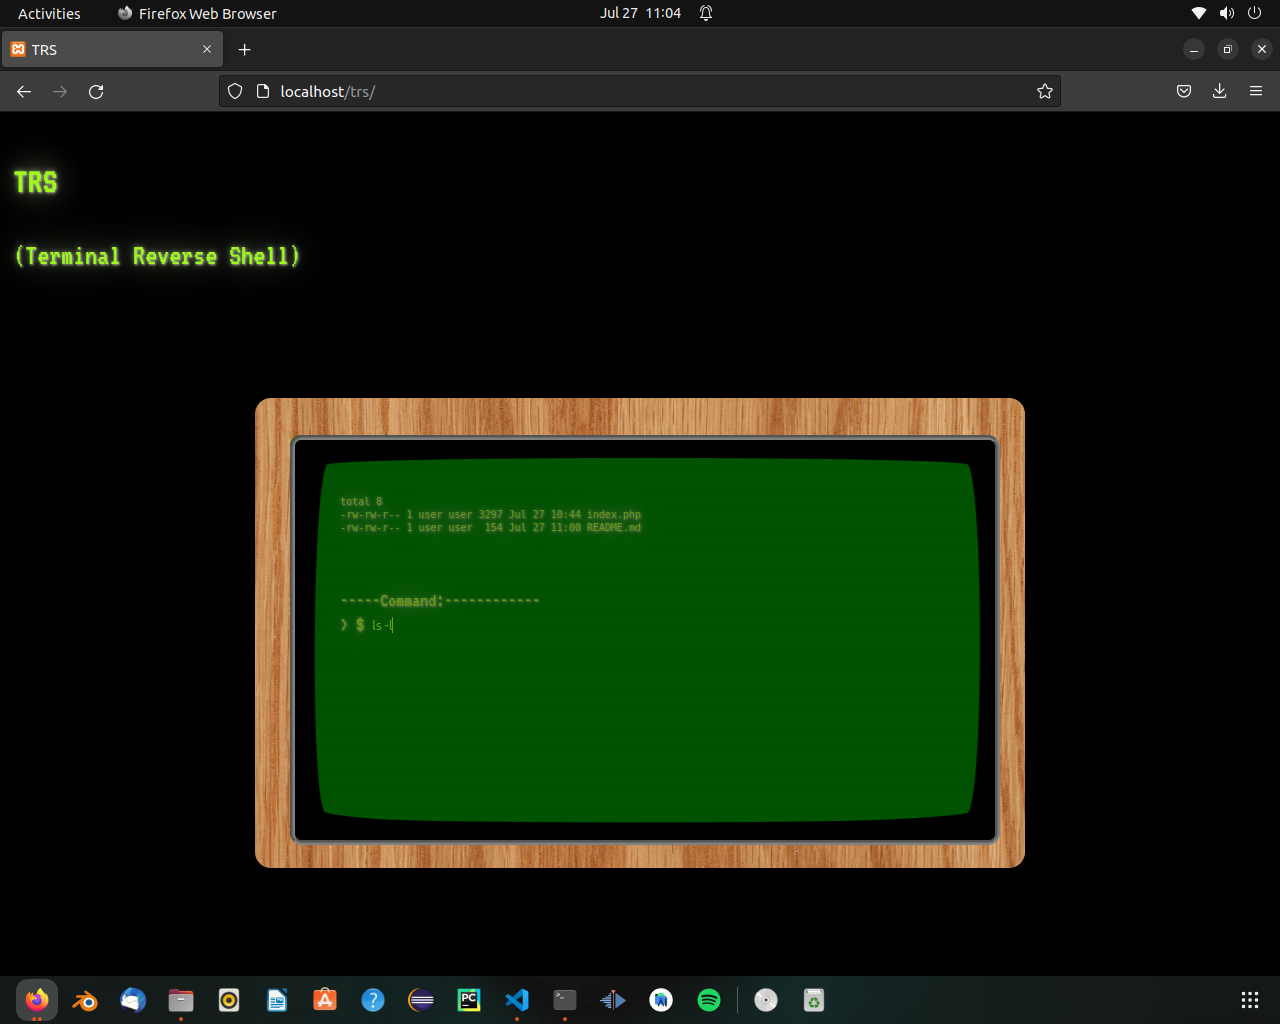 Activities
Firefox Web Browser
Jul 27 11:04
TRS
localhost/trs/
TRS
(Terminal Reverse Shell)
total 8
-rw-rw-r-- 1 user user 3297 Jul 27 10:44 index.php
-rw-rw-r-- 1 user user  154 Jul 27 11:00 README.md
-----Command:------------
❯ $ ls -l
PC